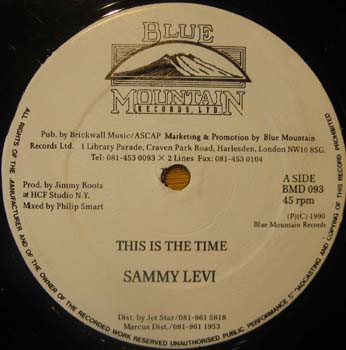 BLUE
MOUNTAIN
RECORDS, LTD.
Pub. by Brickwall Music/ASCAP Marketing & Promotion by Blue Mountain
Records Ltd. 1 Library Parade, Craven Park Road, Harlesden, London NW10 8SG.
Tel: 081-453 0093 × 2 Lines Fax: 081-453 0104
Prod. by Jimmy Roots
at HCF Studio N.Y.
Mixed by Philip Smart
A SIDE
BMD 093
45 rpm
(P)(C) 1990
Blue Mountain Records
THIS IS THE TIME
SAMMY LEVI
Dist. by Jet Star/081-961 5818
Marcus Dist./081-961 1953
ALL RIGHTS OF THE MANUFACTURER AND OF THE OWNER OF THE RECORDED WORK RESERVED UNAUTHORISED PUBLIC PERFORMANCE BROADCASTING AND COPYING OF THIS RECORD PROHIBITED